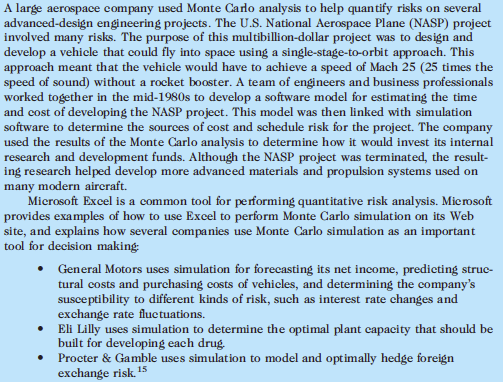 A large aerospace company used Monte Carlo analysis to help quantify risks on several
advanced-design engineering projects. The U.S. National Aerospace Plane (NASP) project
involved many risks. The purpose of this multibillion-dollar project was to design and
develop a vehicle that could fly into space using a single-stage-to-orbit approach. This
approach meant that the vehicle would have to achieve a speed of Mach 25 (25 times the
speed of sound) without a rocket booster. A team of engineers and business professionals
worked together in the mid-1980s to develop a software model for estimating the time
and cost of developing the NASP project. This model was then linked with simulation
software to determine the sources of cost and schedule risk for the project. The company
used the results of the Monte Carlo analysis to determine how it would invest its internal
research and development funds. Although the NASP project was terminated, the result-
ing research helped develop more advanced materials and propulsion systems used on
many modern aircraft.
Microsoft Excel is a common tool for performing quantitative risk analysis. Microsoft
provides examples of how to use Excel to perform Monte Carlo simulation on its Web
site, and explains how several companies use Monte Carlo simulation as an important
tool for decision making:
• General Motors uses simulation for forecasting its net income, predicting struc-
tural costs and purchasing costs of vehicles, and determining the company's
susceptibility to different kinds of risk, such as interest rate changes and
exchange rate fluctuations.
• Eli Lilly uses simulation to determine the optimal plant capacity that should be
built for developing each drug.
• Procter & Gamble uses simulation to model and optimally hedge foreign
exchange risk.15